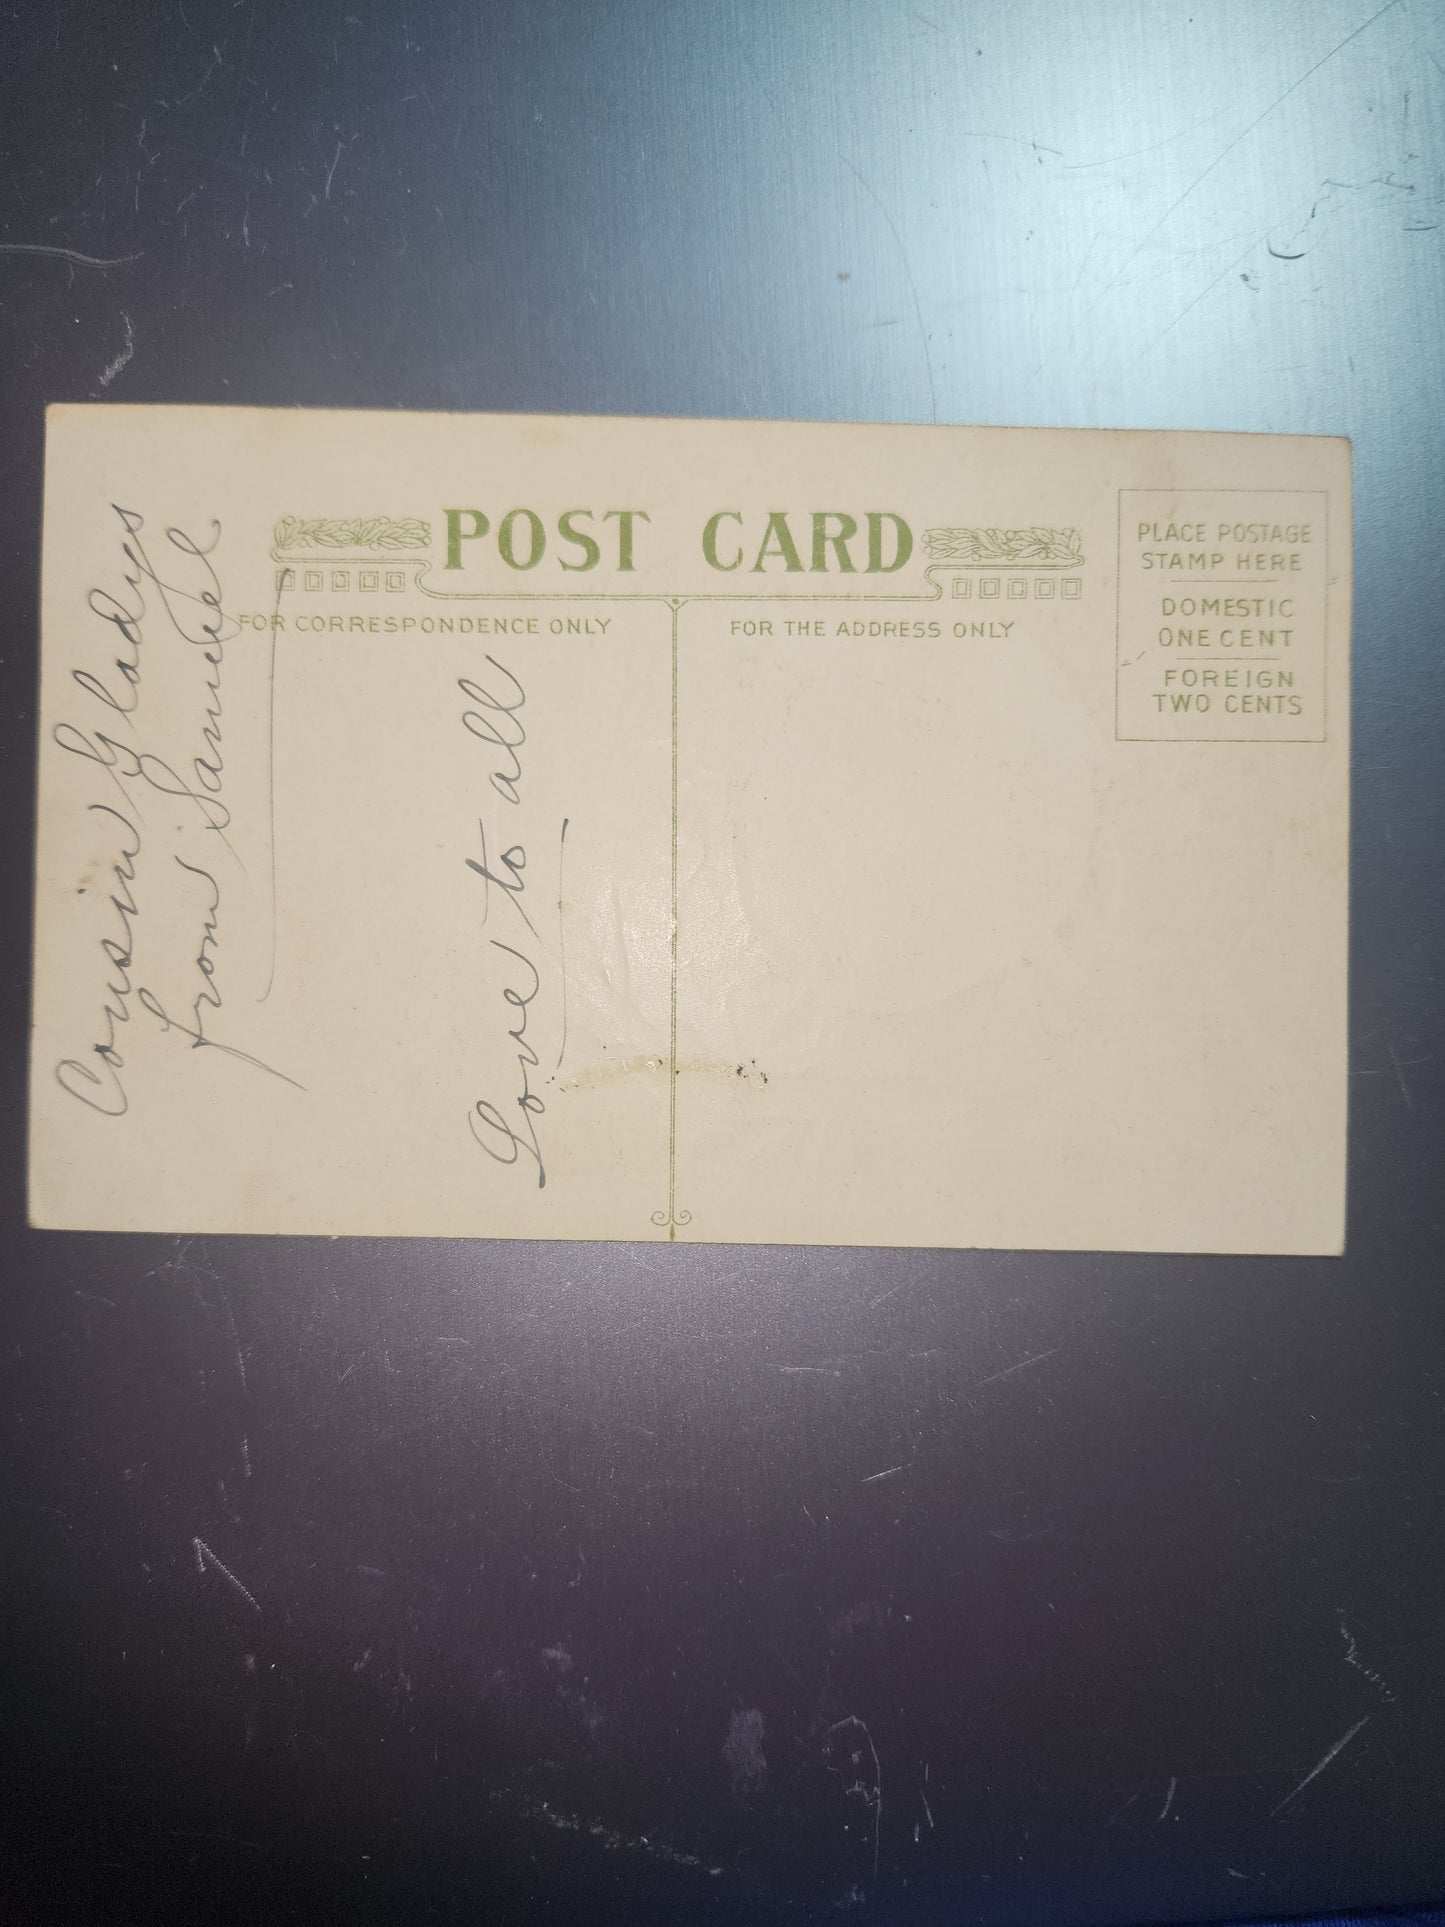 POST CARD
FOR CORRESPONDENCE ONLY
FOR THE ADDRESS ONLY
PLACE POSTAGE
STAMP HERE
DOMESTIC
ONE CENT
FOREIGN
TWO CENTS
Cousin Gladys
from Samuel
Love to all